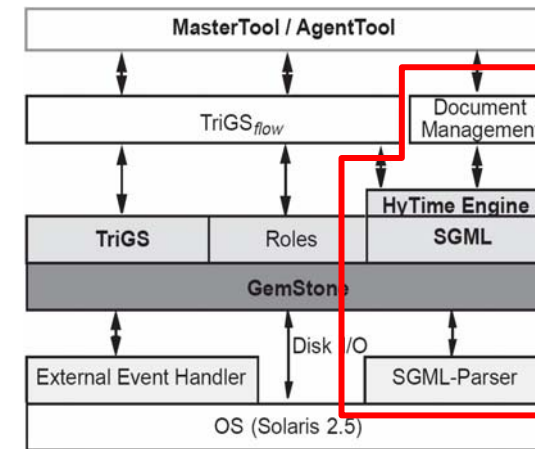 MasterTool / AgentTool
TriGSflow
Document
Management
HyTime Engine
TriGS
Roles
SGML
GemStone
Disk I/O
External Event Handler
SGML-Parser
OS (Solaris 2.5)